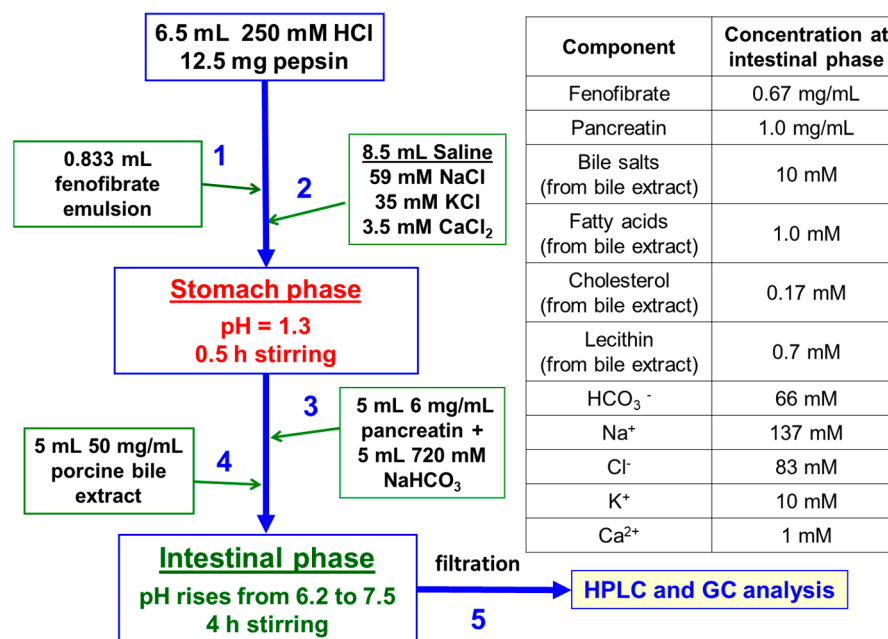 6.5 mL 250 mM HCl
12.5 mg pepsin
1
0.833 mL
fenofibrate
emulsion
2
8.5 mL Saline
59 mM NaCl
35 mM KCl
3.5 mM CaCl₂
Stomach phase
pH = 1.3
0.5 h stirring
3
5 mL 6 mg/mL
pancreatin +
5 mL 720 mM
NaHCO₃
4
5 mL 50 mg/mL
porcine bile
extract
Intestinal phase
pH rises from 6.2 to 7.5
4 h stirring
filtration
5
HPLC and GC analysis
Component
Concentration at
intestinal phase
Fenofibrate
0.67 mg/mL
Pancreatin
1.0 mg/mL
Bile salts
(from bile extract)
10 mM
Fatty acids
(from bile extract)
1.0 mM
Cholesterol
(from bile extract)
0.17 mM
Lecithin
(from bile extract)
0.7 mM
HCO₃⁻
66 mM
Na⁺
137 mM
Cl⁻
83 mM
K⁺
10 mM
Ca²⁺
1 mM